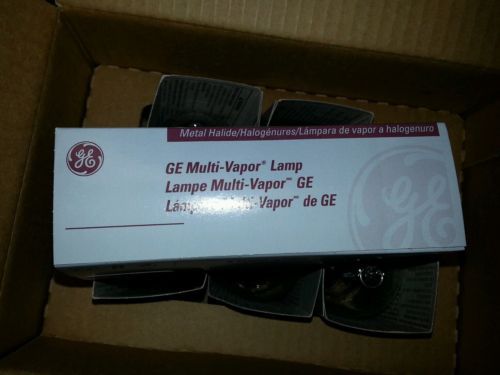 Metal Halide/Halogénures/Lámpara de vapor a halogenuro
GE
GE Multi-Vapor® Lamp
Lampe Multi-Vapor™ GE
Multi-Vapor™ de GE
GE